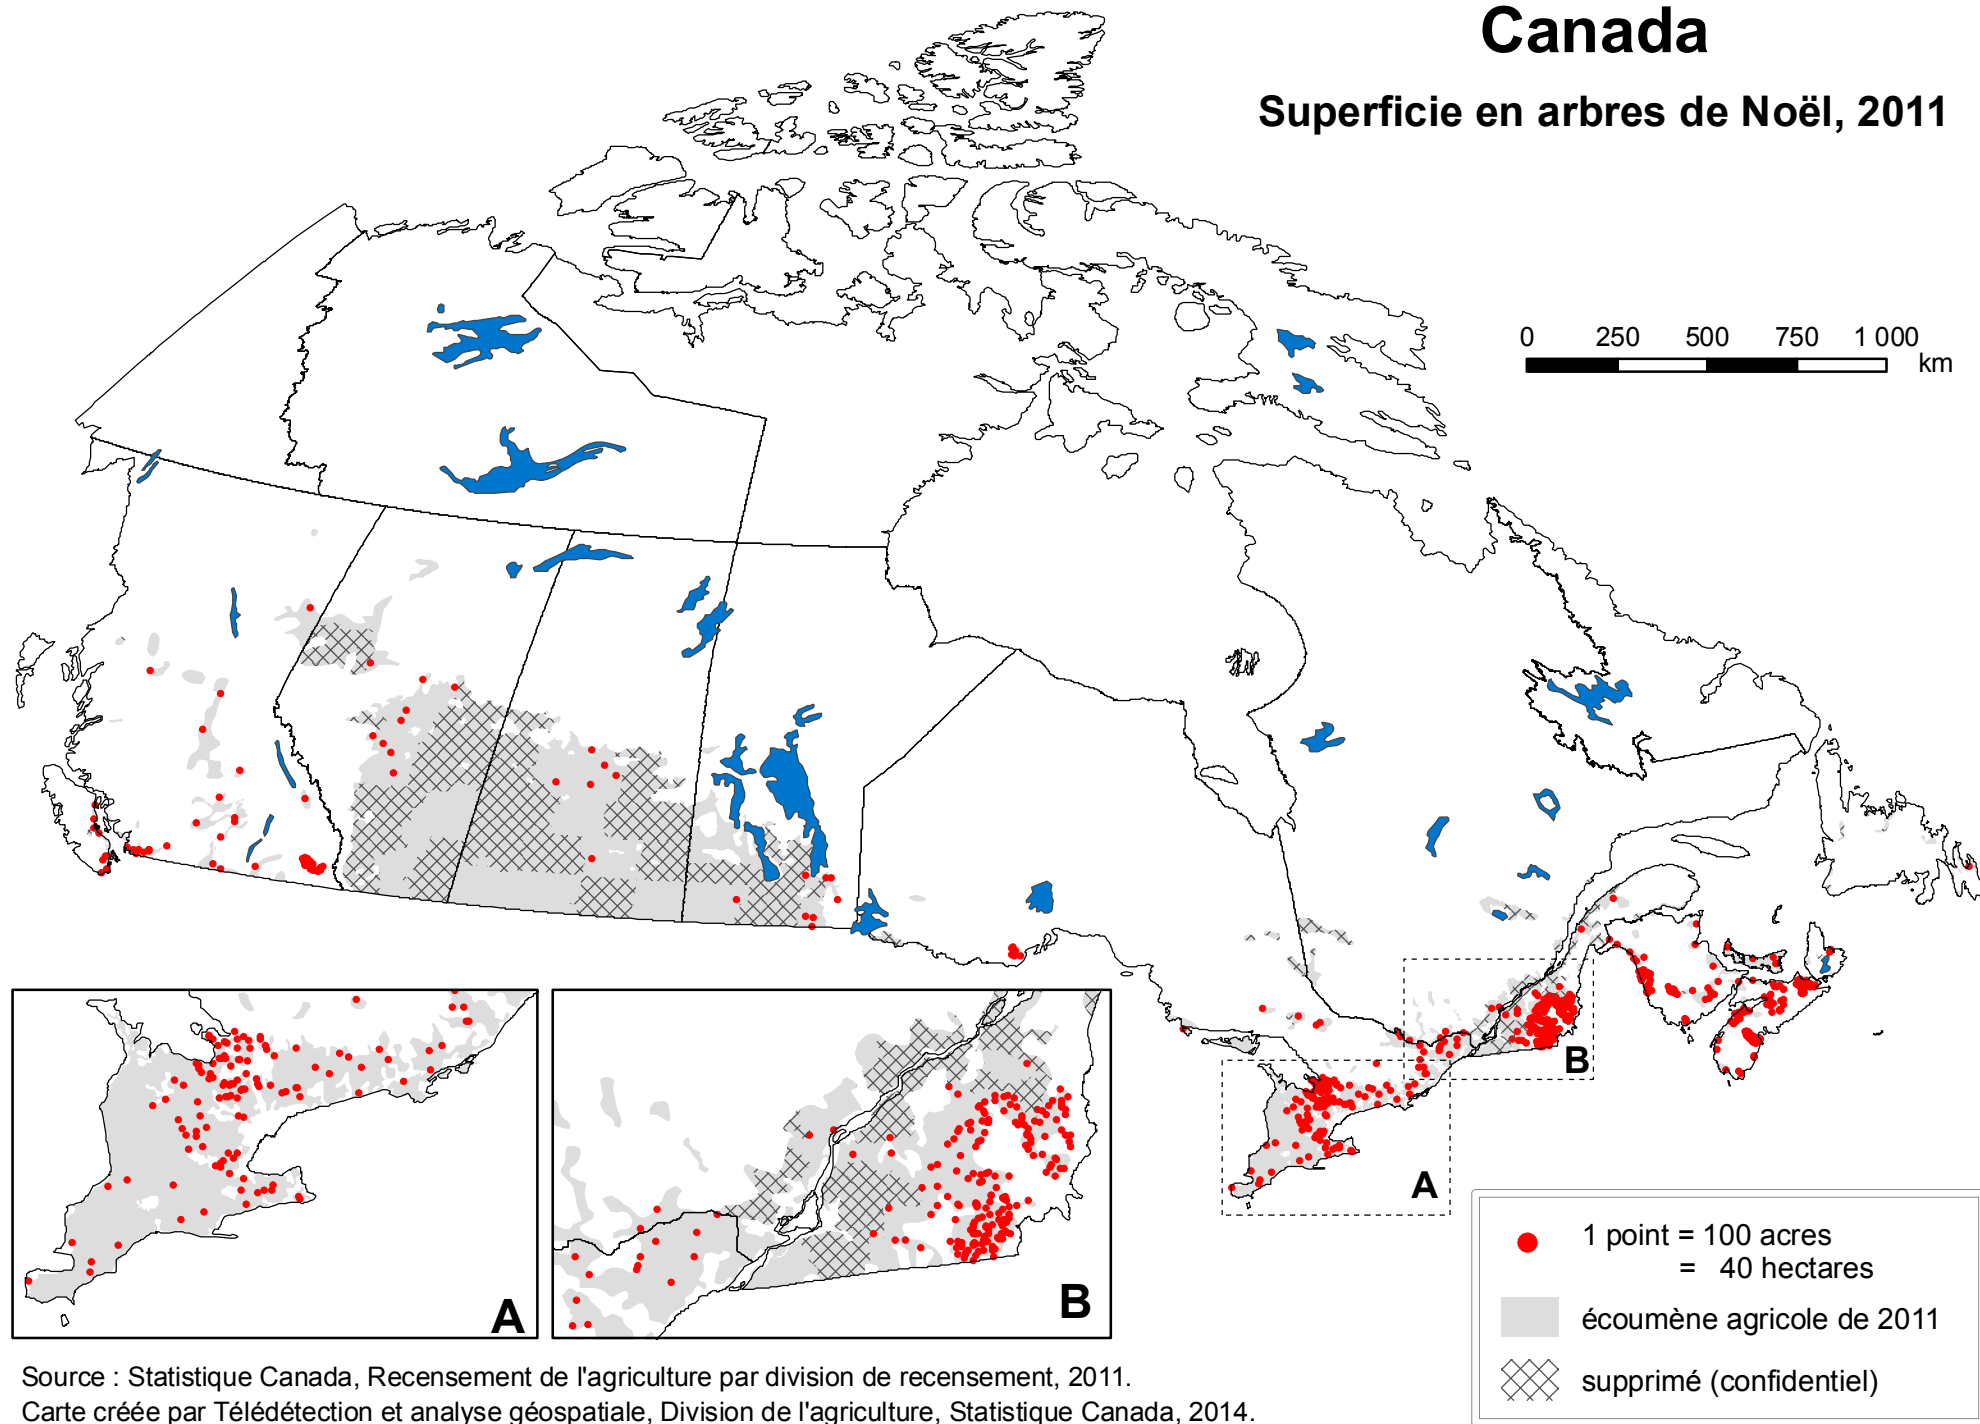 Canada
Superficie en arbres de Noël, 2011
0 250 500 750 1 000
km
B
A
A
B
1 point = 100 acres
= 40 hectares
écoumène agricole de 2011
supprimé (confidentiel)
Source : Statistique Canada, Recensement de l'agriculture par division de recensement, 2011.
Carte créée par Télédétection et analyse géospatiale, Division de l'agriculture, Statistique Canada, 2014.